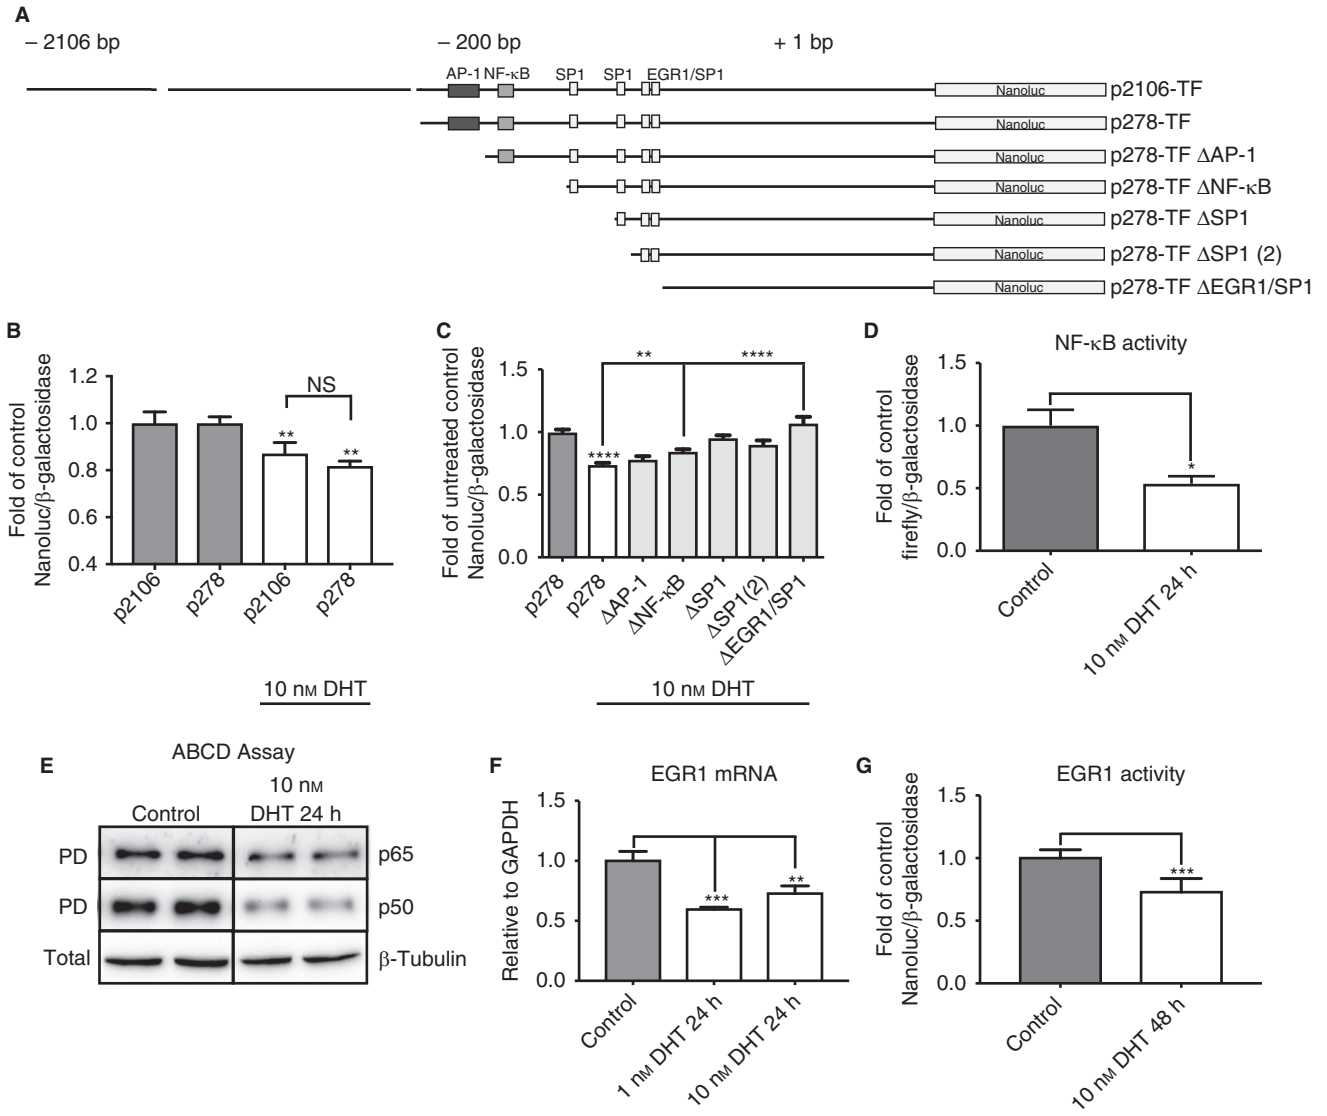 A
– 2106 bp – 200 bp + 1 bp
AP-1 NF-κB SP1 SP1 EGR1/SP1
Nanoluc p2106-TF
Nanoluc p278-TF
Nanoluc p278-TF ΔAP-1
Nanoluc p278-TF ΔNF-κB
Nanoluc p278-TF ΔSP1
Nanoluc p278-TF ΔSP1 (2)
Nanoluc p278-TF ΔEGR1/SP1
B
Fold of control
Nanoluc/β-galactosidase
1.2
1.0
0.8
0.6
0.4
NS
**
**
p2106
p278
p2106
p278
10 nM DHT
C
Fold of untreated control
Nanoluc/β-galactosidase
1.5
1.0
0.5
0.0
** ****
****
p278
p278
ΔAP-1
ΔNF-κB
ΔSP1
ΔSP1(2)
ΔEGR1/SP1
10 nM DHT
D
NF-κB activity
Fold of control
firefly/β-galactosidase
1.5
1.0
0.5
0.0
*
Control
10 nM DHT 24 h
E
ABCD Assay
Control
10 nM
DHT 24 h
PD p65
PD p50
Total β-Tubulin
F
EGR1 mRNA
Relative to GAPDH
1.5
1.0
0.5
0.0
***
**
Control
1 nM DHT 24 h
10 nM DHT 24 h
G
EGR1 activity
Fold of control
Nanoluc/β-galactosidase
1.5
1.0
0.5
0.0
***
Control
10 nM DHT 48 h